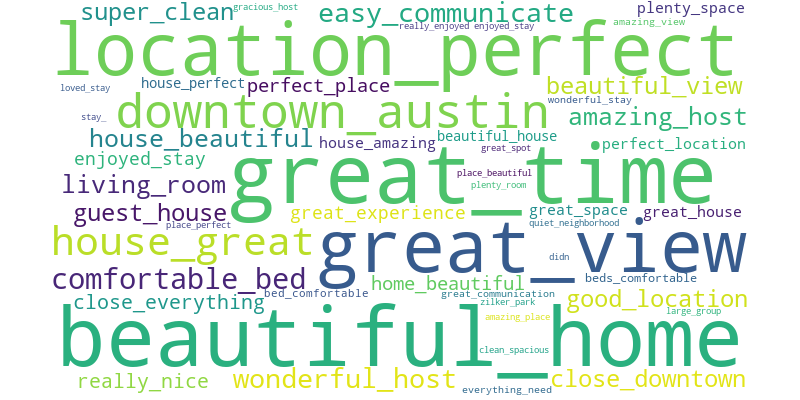 super_clean
gracious_host
easy_communicate
plenty_space
really_enjoyed
enjoyed_stay
amazing_view
location_perfect
loved_stay
house_perfect
perfect_place
beautiful_view
downtown_austin
wonderful_stay
stay_
amazing_host
house_beautiful
house_amazing
beautiful_house
perfect_location
great_spot
enjoyed_stay
great_time
place_beautiful
plenty_room
living_room
guest_house
great_experience
great_space
great_house
place_perfect
quiet_neighborhood
house_great
great_view
didn
comfortable_bed
home_beautiful
beds_comfortable
bed_comfortable
great_communication
close_everything
zilker_park
good_location
large_group
amazing_place
beautiful_home
clean_spacious
really_nice
wonderful_host
close_downtown
everything_need